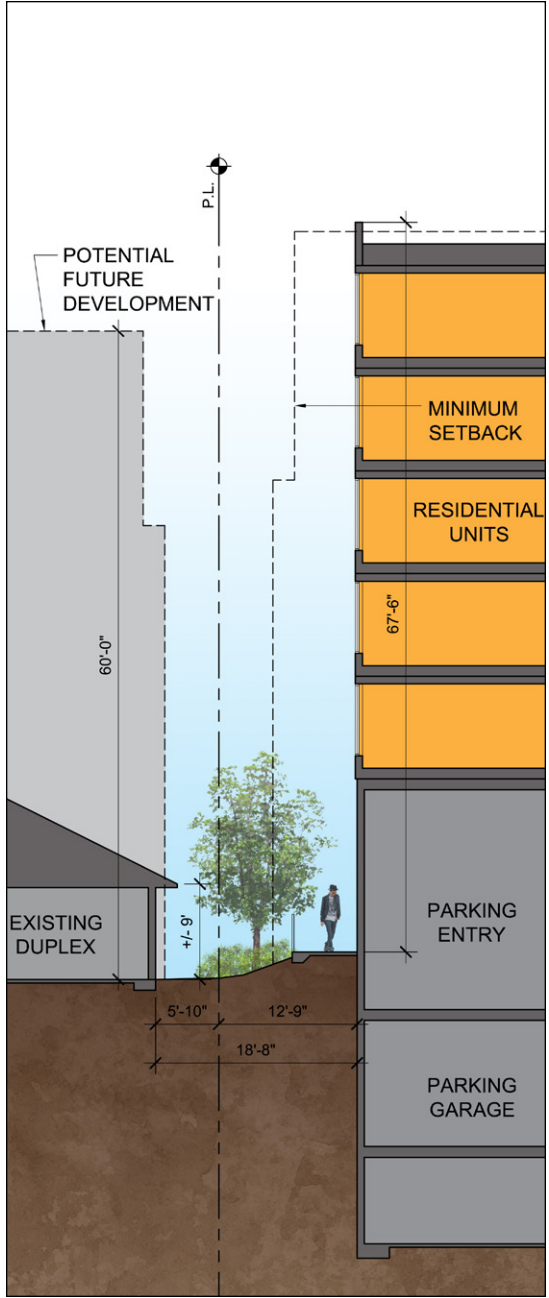 P.L.
POTENTIAL
FUTURE
DEVELOPMENT
MINIMUM
SETBACK
RESIDENTIAL
UNITS
67'-6"
60'-0"
+/- 9'
EXISTING
DUPLEX
PARKING
ENTRY
5'-10"
12'-9"
18'-8"
PARKING
GARAGE